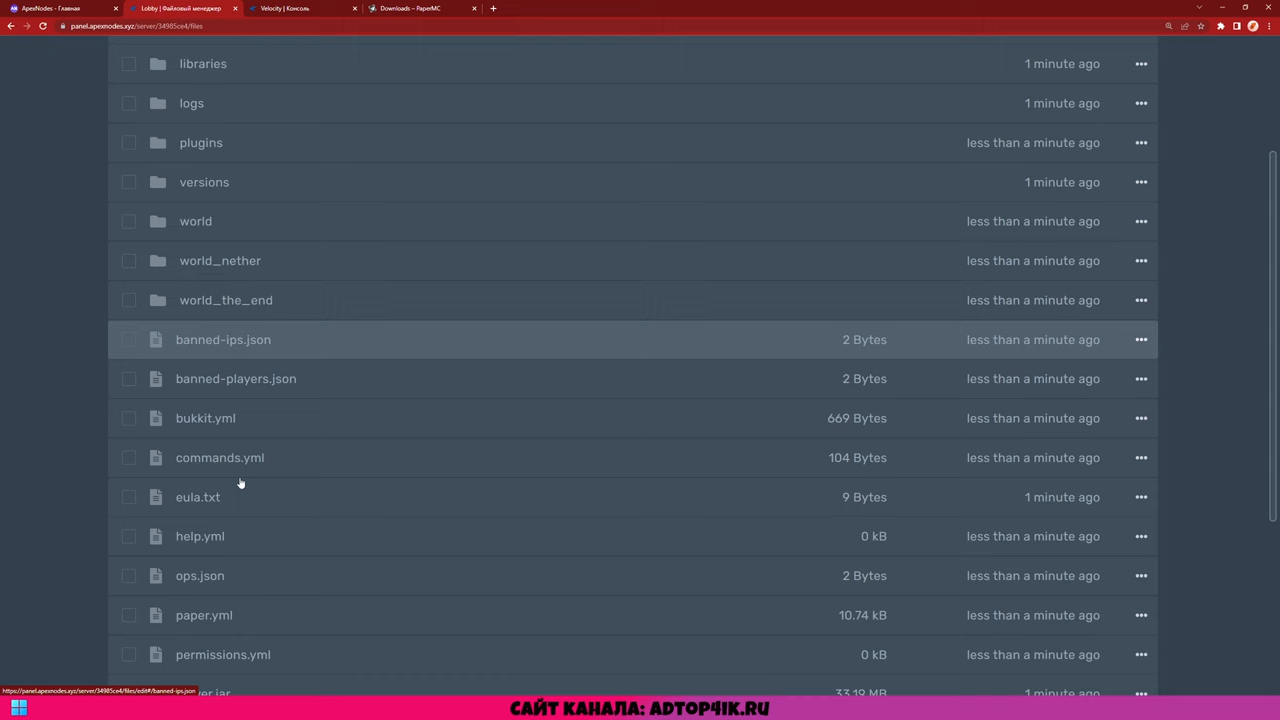 ApexNodes - Главная
Lobby | Файловый менеджер
Velocity | Консоль
Downloads – PaperMC
panel.apexnodes.xyz/server/34985ce4/files
libraries 1 minute ago
logs 1 minute ago
plugins less than a minute ago
versions 1 minute ago
world less than a minute ago
world_nether less than a minute ago
world_the_end less than a minute ago
banned-ips.json 2 Bytes less than a minute ago
banned-players.json 2 Bytes less than a minute ago
bukkit.yml 669 Bytes less than a minute ago
commands.yml 104 Bytes less than a minute ago
eula.txt 9 Bytes 1 minute ago
help.yml 0 kB less than a minute ago
ops.json 2 Bytes less than a minute ago
paper.yml 10.74 kB less than a minute ago
permissions.yml 0 kB less than a minute ago
https://panel.apexnodes.xyz/server/34985ce4/files/edit#/banned-ips.json
33.19 MB 1 minute ago
САЙТ КАНАЛА: ADTOP4IK.RU